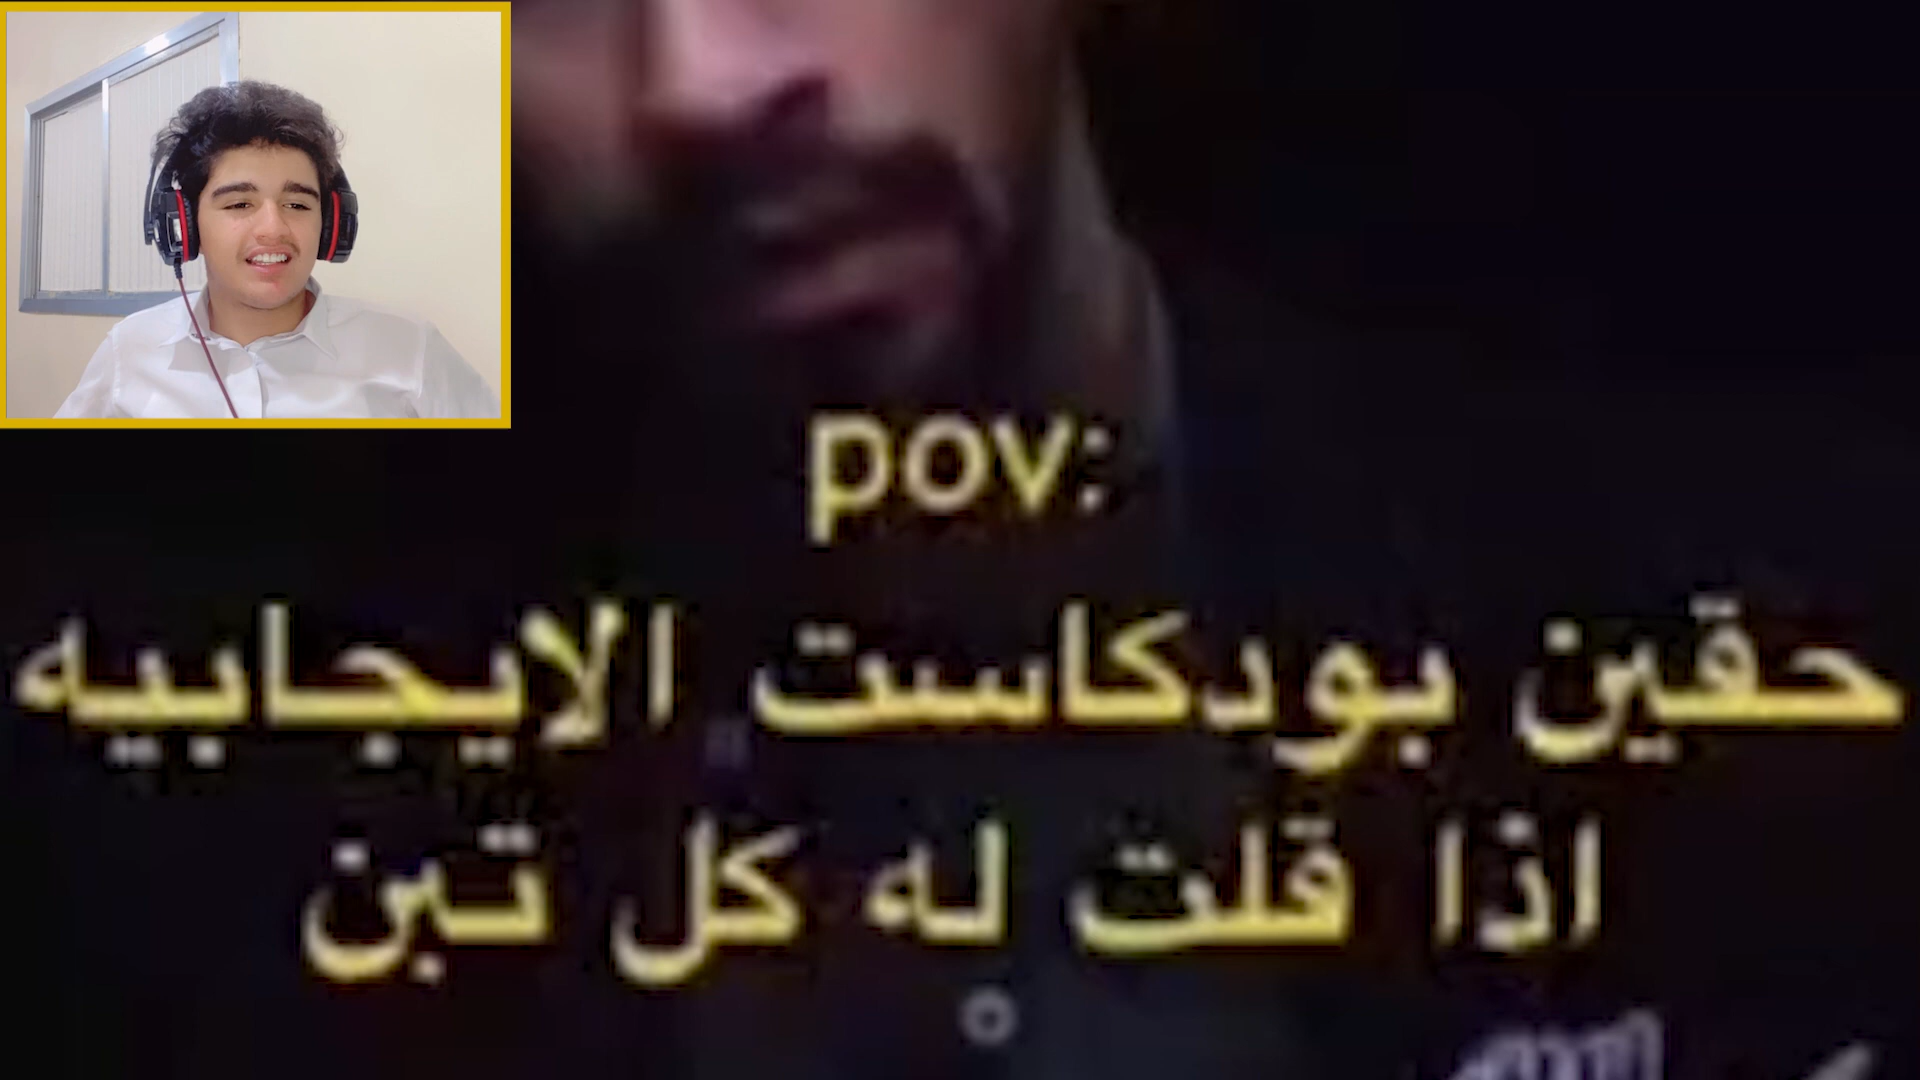 pov:
حقين بودكاست الايجابيه
اذا قلت له كل تبن